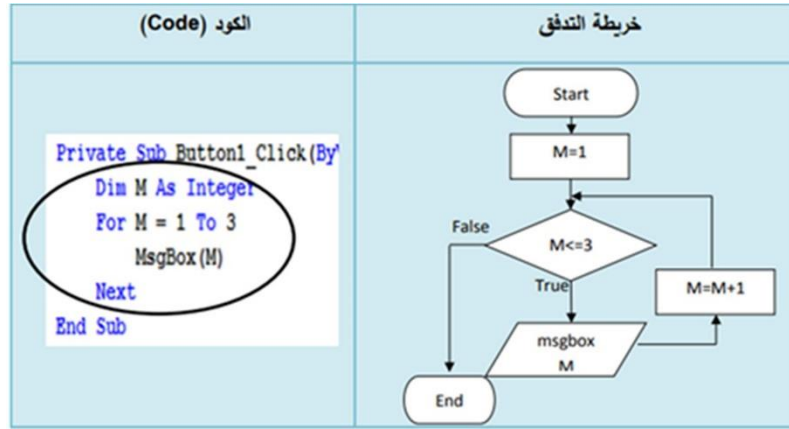 خريطة التدفق
الكود (Code)
Private Sub Button1_Click(ByV
Dim M As Integer
For M = 1 To 3
MsgBox(M)
Next
End Sub
Start
M=1
False
M<=3
True
M=M+1
msgbox
M
End